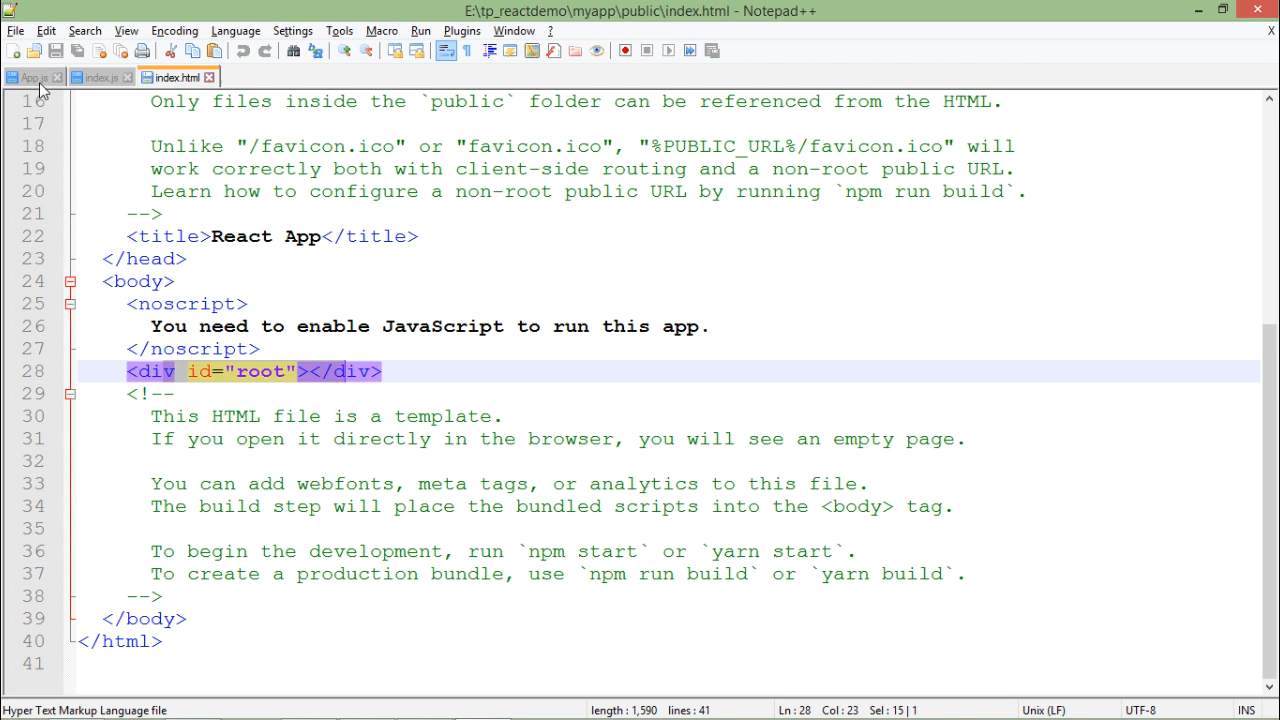 E:\tp_reactdemo\myapp\public\index.html - Notepad++
File Edit Search View Encoding Language Settings Tools Macro Run Plugins Window ? X
App.js index.js index.html
16 Only files inside the `public` folder can be referenced from the HTML.
17
18 Unlike "/favicon.ico" or "favicon.ico", "%PUBLIC_URL%/favicon.ico" will
19 work correctly both with client-side routing and a non-root public URL.
20 Learn how to configure a non-root public URL by running `npm run build`.
21 -->
22 <title>React App</title>
23 </head>
24 <body>
25 <noscript>
26 You need to enable JavaScript to run this app.
27 </noscript>
28 <div id="root"></div>
29 <!--
30 This HTML file is a template.
31 If you open it directly in the browser, you will see an empty page.
32
33 You can add webfonts, meta tags, or analytics to this file.
34 The build step will place the bundled scripts into the <body> tag.
35
36 To begin the development, run `npm start` or `yarn start`.
37 To create a production bundle, use `npm run build` or `yarn build`.
38 -->
39 </body>
40 </html>
41
Hyper Text Markup Language file length : 1,590 lines : 41 Ln : 28 Col : 23 Sel : 15 | 1 Unix (LF) UTF-8 INS